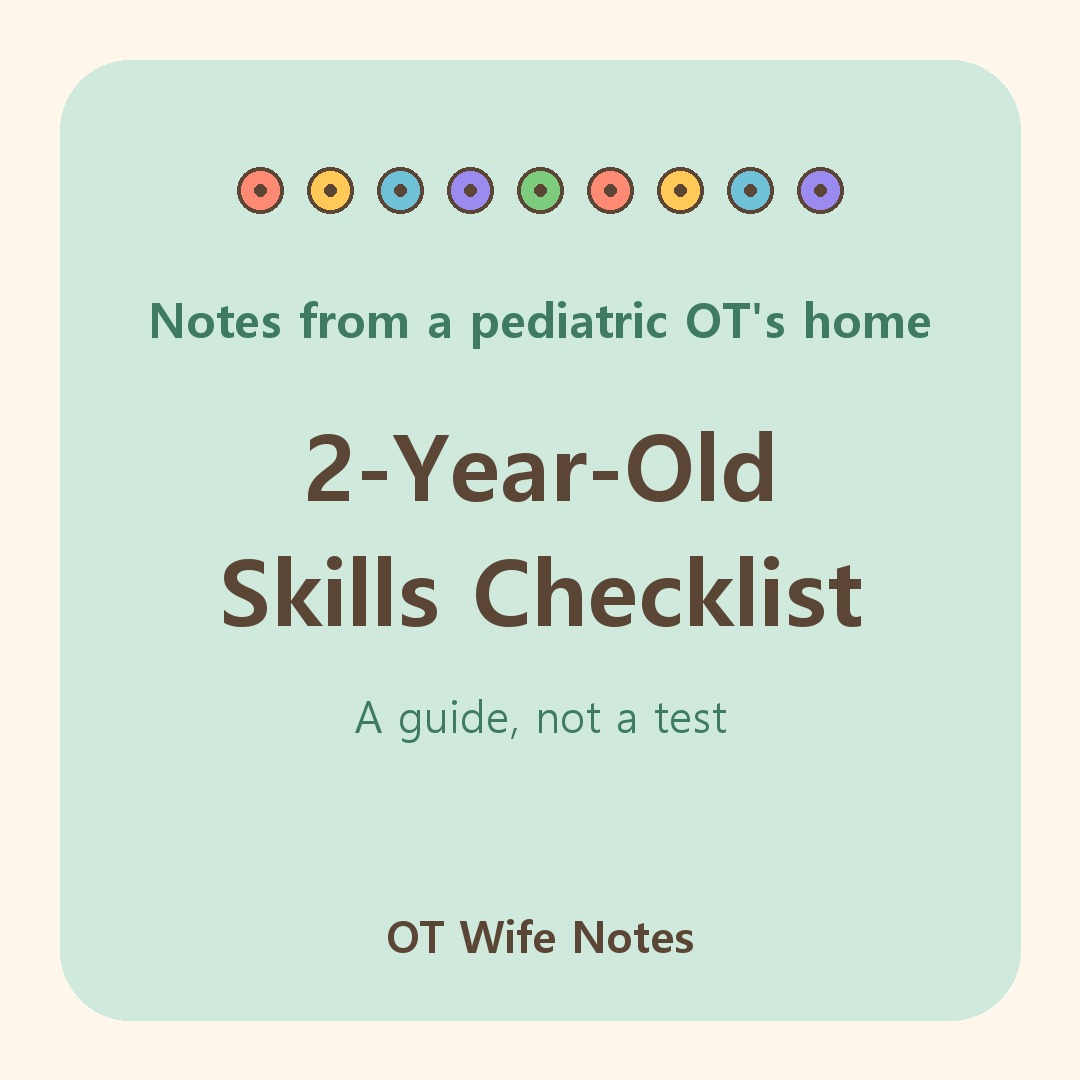 Notes from a pediatric OT's home
2-Year-Old
Skills Checklist
A guide, not a test
OT Wife Notes